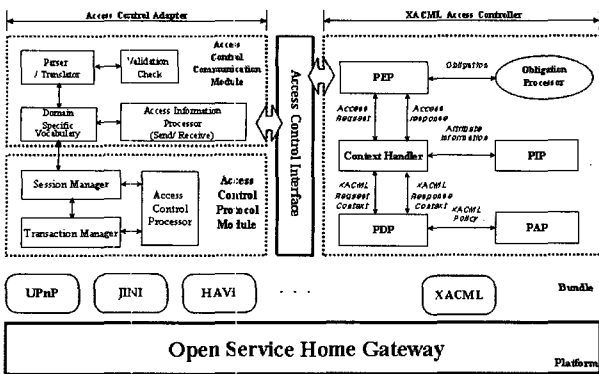 Access Control Adapter
XACML Access Controller
Parser
/ Translator
Validation
Check
Access
Control
Communication
Module
Domain
Specific
Vocabulary
Access Information
Processor
(Send/ Receive)
Session Manager
Transaction Manager
Access
Control
Processor
Access
Control
Protocol
Module
Access Control Interface
PEP
Obligation
Obligation
Processor
Access
Request
Access
response
Attribute
Information
Context Handler
PIP
XACML
Request
Context
XACML
Response
Context
XACML
Policy
PDP
PAP
UPnP
JINI
HAVi
. . .
XACML
Bundle
Open Service Home Gateway
Platform